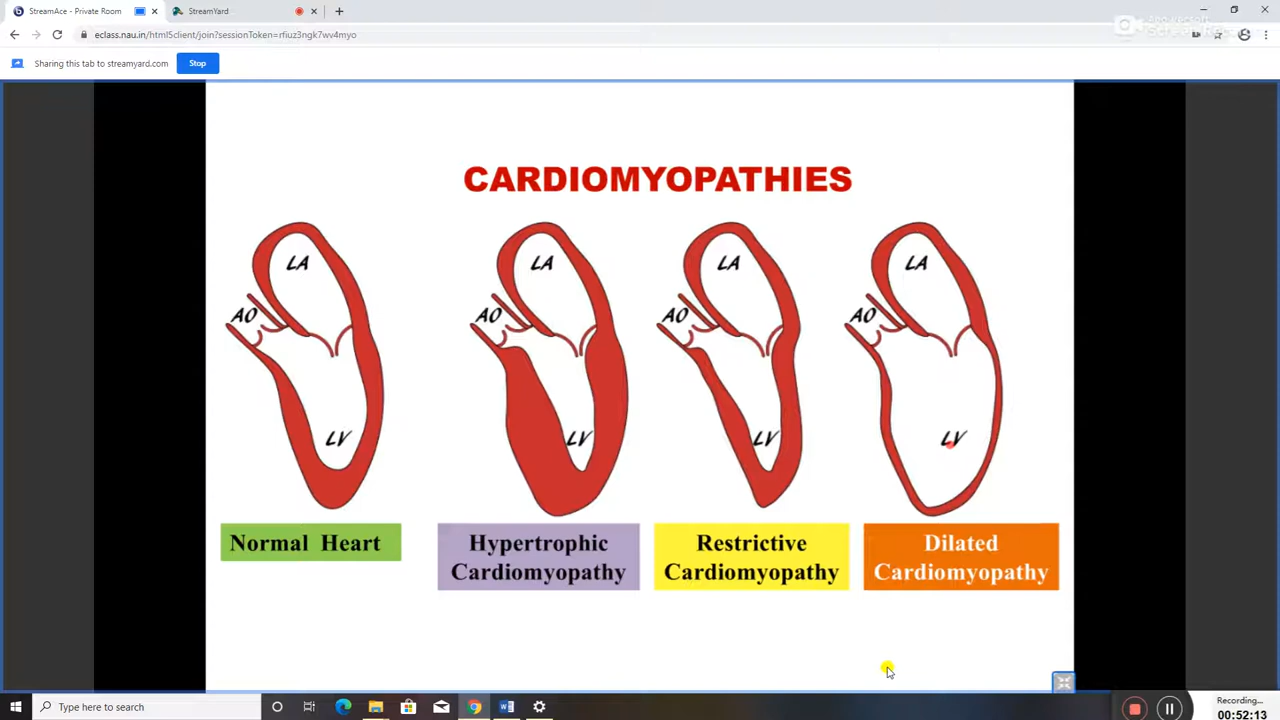 StreamAce - Private Room
StreamYard
eclass.nau.in/html5client/join?sessionToken=rfiuz3ngk7wv4myo
Sharing this tab to streamyard.com
Stop
CARDIOMYOPATHIES
LA
LA
LA
LA
AO
AO
AO
AO
LV
LV
LV
LV
Normal Heart
Hypertrophic
Cardiomyopathy
Restrictive
Cardiomyopathy
Dilated
Cardiomyopathy
Type here to search
Recording...
00:52:13